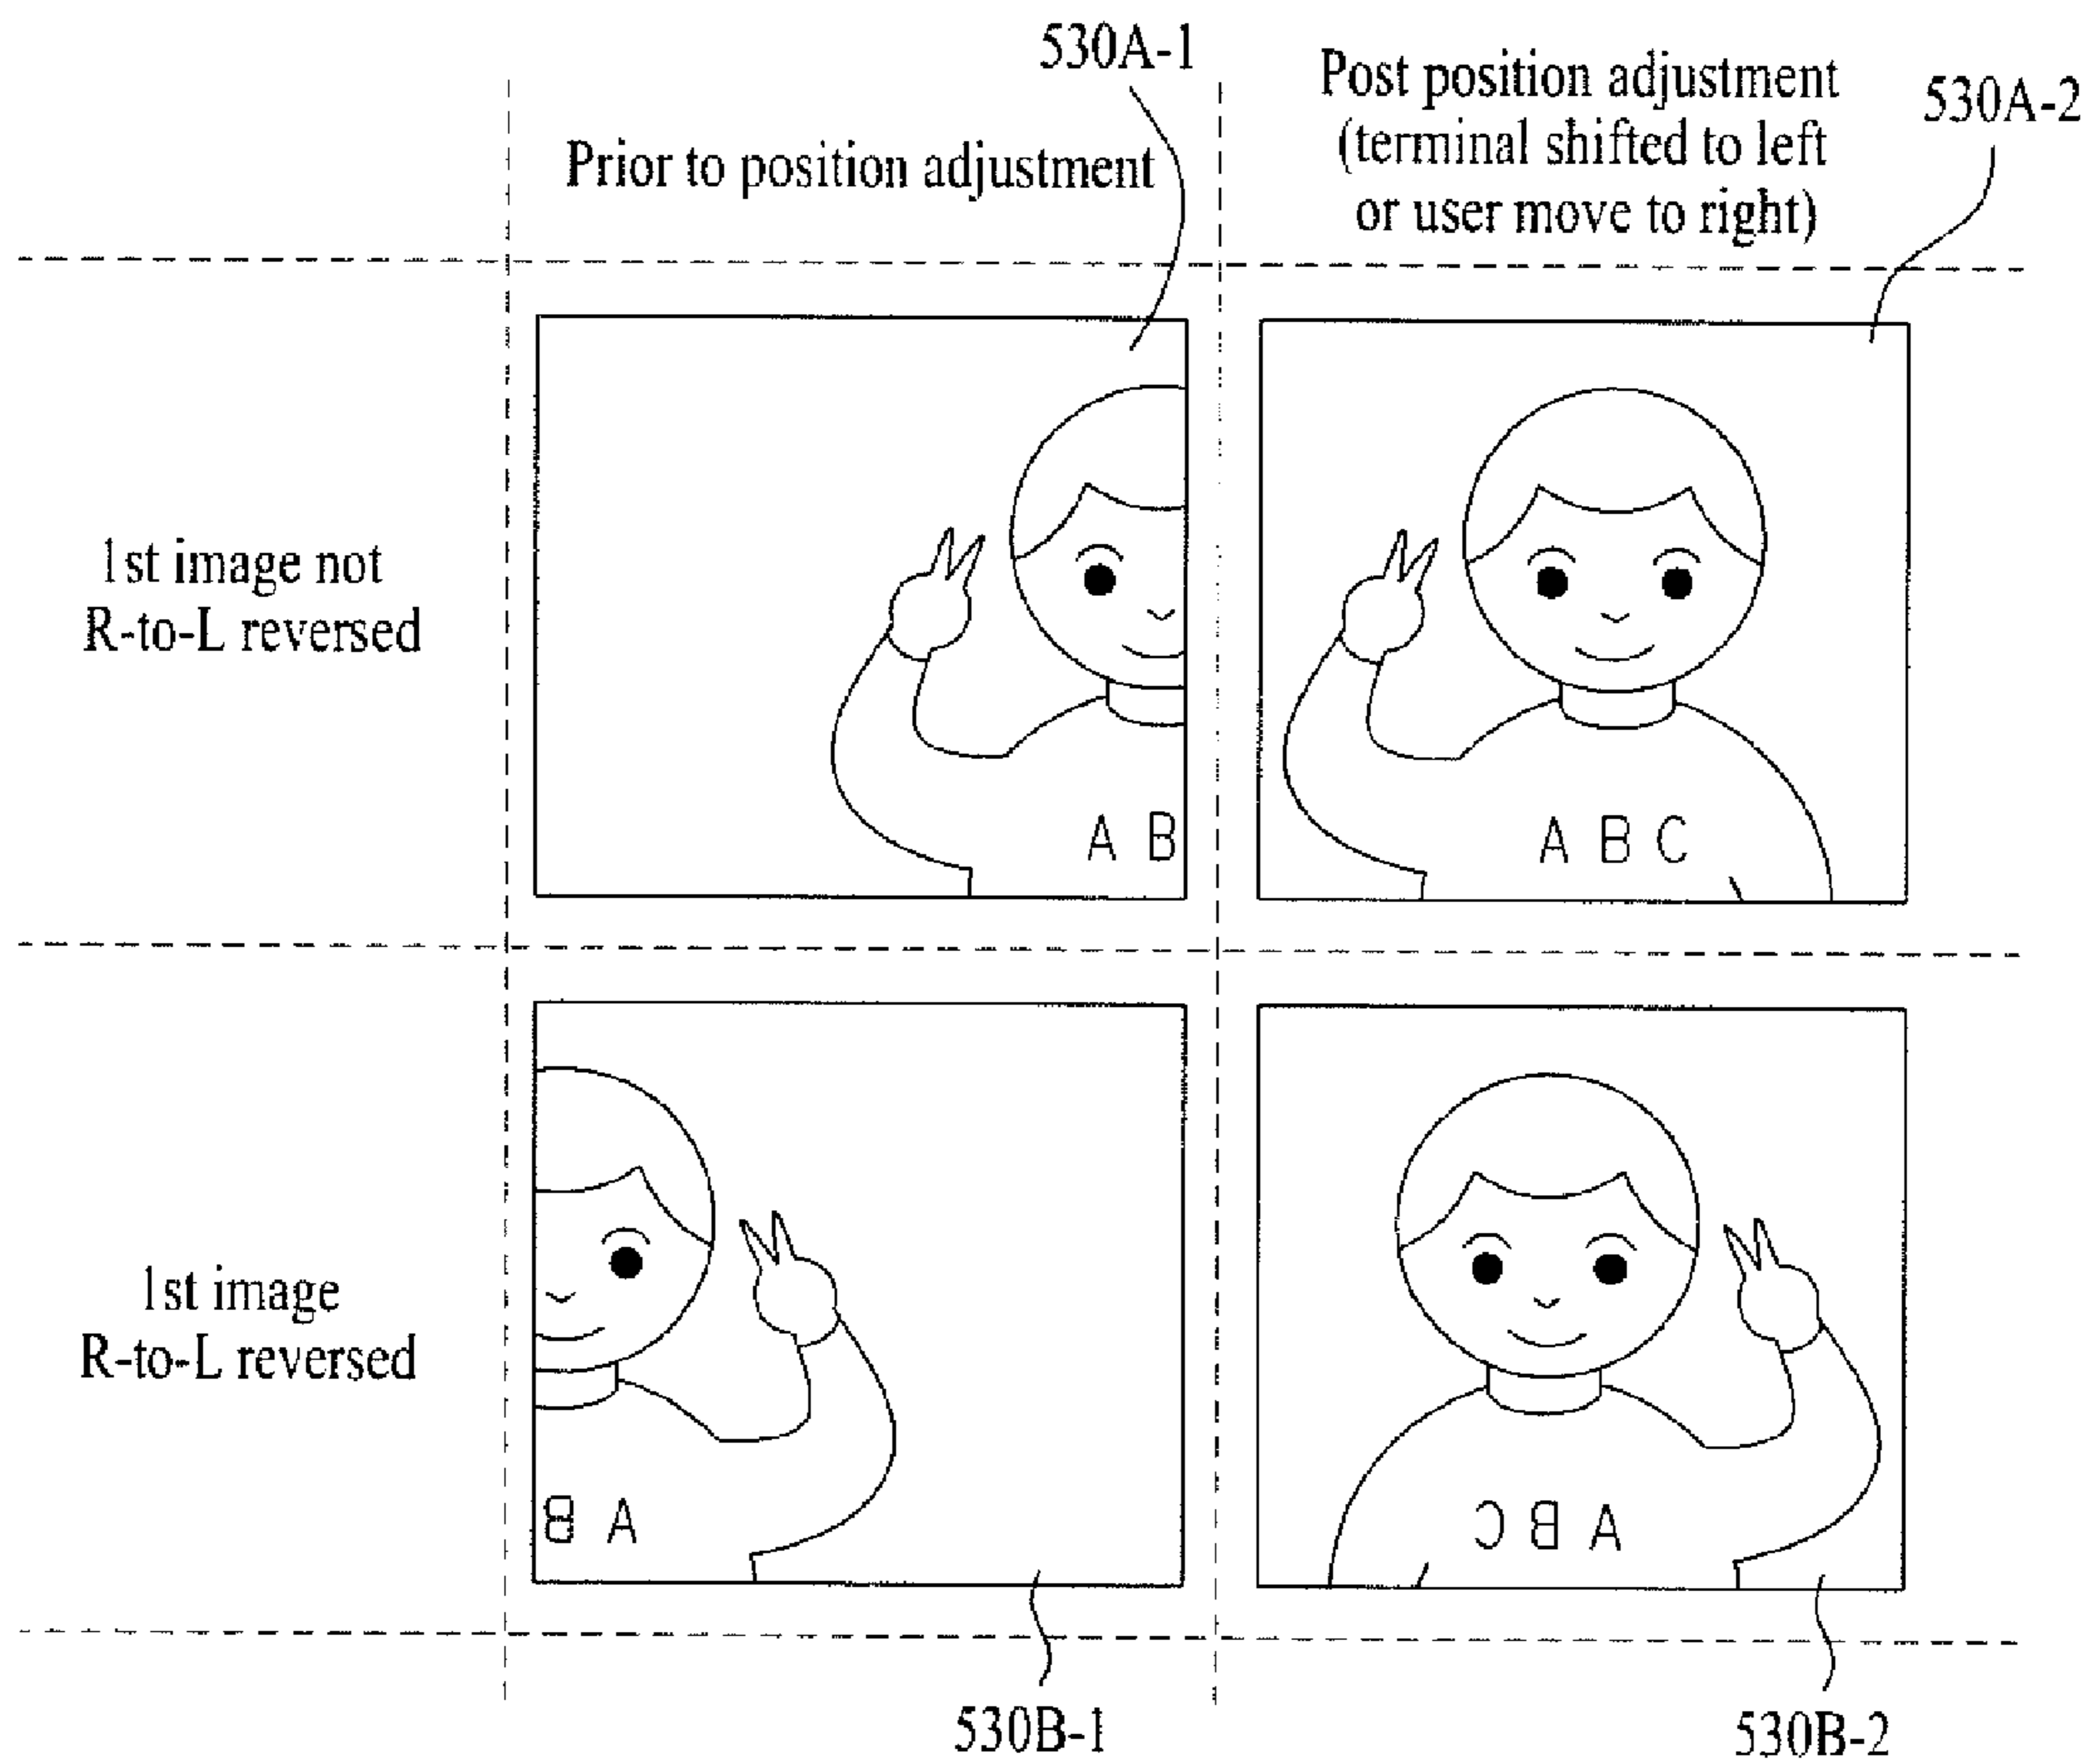 530A-1
Post position adjustment
(terminal shifted to left
or user move to right)
530A-2
Prior to position adjustment
1st image not
R-to-L reversed
A B
A B C
1st image
R-to-L reversed
B A
C B A
530B-1
530B-2